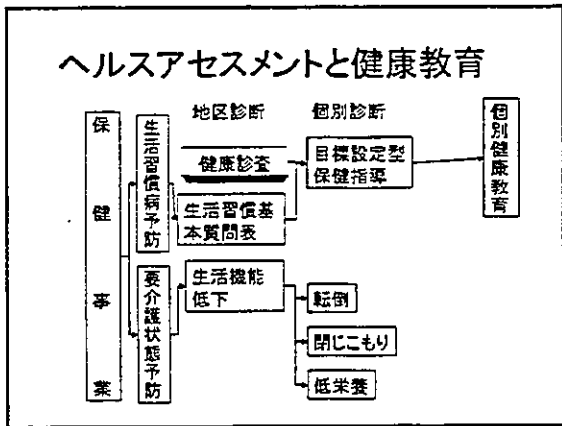 ヘルスアセスメントと健康教育
地区診断
個別診断
保健事業
生活習慣病予防
健康診査
生活習慣基
本質問表
目標設定型
保健指導
個別健康教育
要介護状態予防
生活機能
低下
転倒
閉じこもり
低栄養